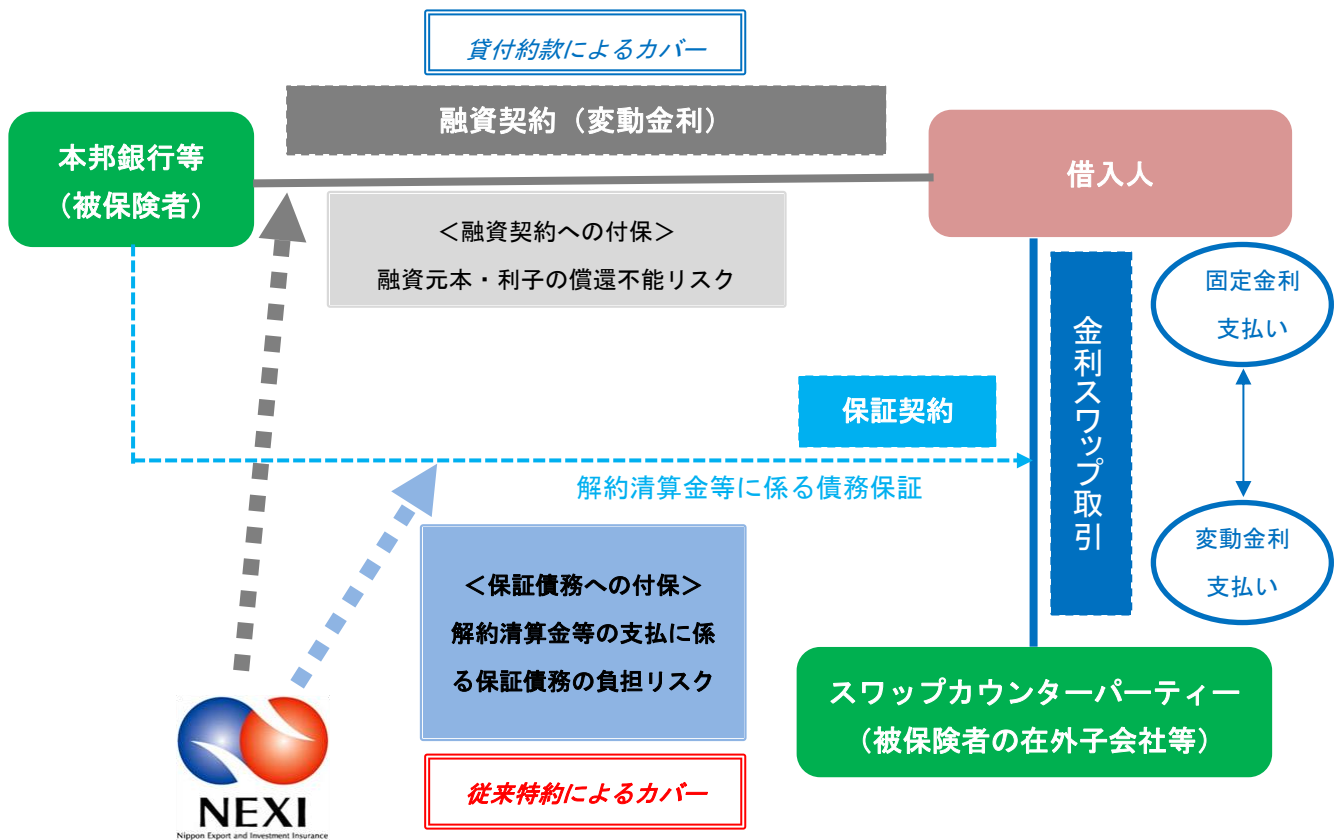 貸付約款によるカバー
融資契約（変動金利）
本邦銀行等
（被保険者）
借入人
＜融資契約への付保＞
融資元本・利子の償還不能リスク
固定金利
支払い
金利スワップ取引
保証契約
解約清算金等に係る債務保証
変動金利
支払い
＜保証債務への付保＞
解約清算金等の支払に係
る保証債務の負担リスク
スワップカウンターパーティー
（被保険者の在外子会社等）
従来特約によるカバー
NEXI
Nippon Export and Investment Insurance